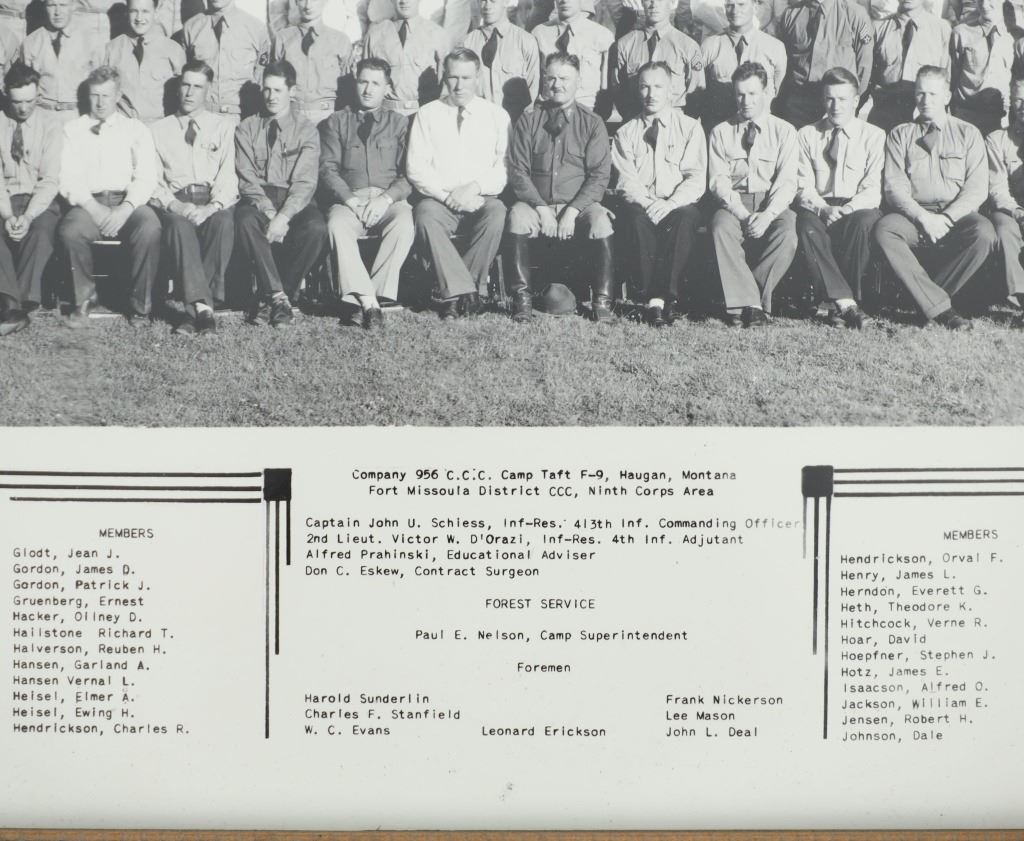 Company 956 C.C.C. Camp Taft F-9, Haugan, Montana
Fort Missoula District CCC, Ninth Corps Area
Captain John U. Schiess, Inf-Res. 413th Inf. Commanding Officer
2nd Lieut. Victor W. D'Orazi, Inf-Res. 4th Inf. Adjutant
Alfred Prahinski, Educational Adviser
Don C. Eskew, Contract Surgeon
FOREST SERVICE
Paul E. Nelson, Camp Superintendent
Foremen
Harold Sunderlin
Charles F. Stanfield
W. C. Evans
Leonard Erickson
Frank Nickerson
Lee Mason
John L. Deal
MEMBERS
Glodt, Jean J.
Gordon, James D.
Gordon, Patrick J.
Gruenberg, Ernest
Hacker, Oilney D.
Hailstone Richard T.
Halverson, Reuben H.
Hansen, Garland A.
Hansen Vernal L.
Heisel, Elmer A.
Heisel, Ewing H.
Hendrickson, Charles R.
MEMBERS
Hendrickson, Orval F.
Henry, James L.
Herndon, Everett G.
Heth, Theodore K.
Hitchcock, Verne R.
Hoar, David
Hoepfner, Stephen J.
Hotz, James E.
Isaacson, Alfred O.
Jackson, William E.
Jensen, Robert H.
Johnson, Dale